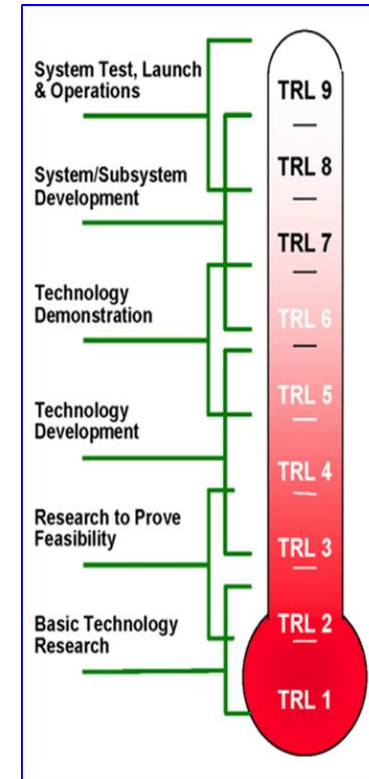 System Test, Launch
& Operations
System/Subsystem
Development
Technology
Demonstration
Technology
Development
Research to Prove
Feasibility
Basic Technology
Research
TRL 9
TRL 8
TRL 7
TRL 6
TRL 5
TRL 4
TRL 3
TRL 2
TRL 1